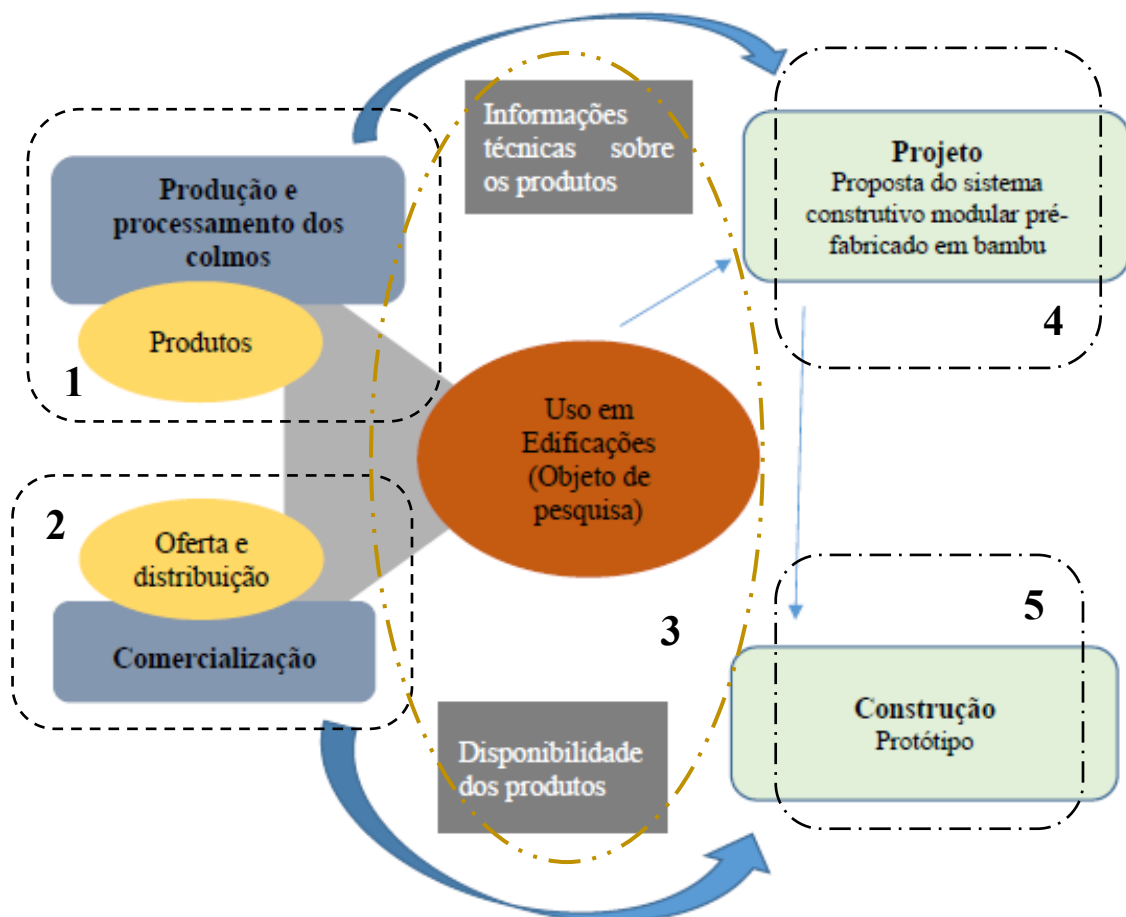 Informações
técnicas sobre
os produtos
Produção e
processamento dos
colmos
Produtos
1
Projeto
Proposta do sistema
construtivo modular pré-
fabricado em bambu
4
Uso em
Edificações
(Objeto de
pesquisa)
2
Oferta e
distribuição
Comercialização
3
5
Construção
Protótipo
Disponibilidade
dos produtos